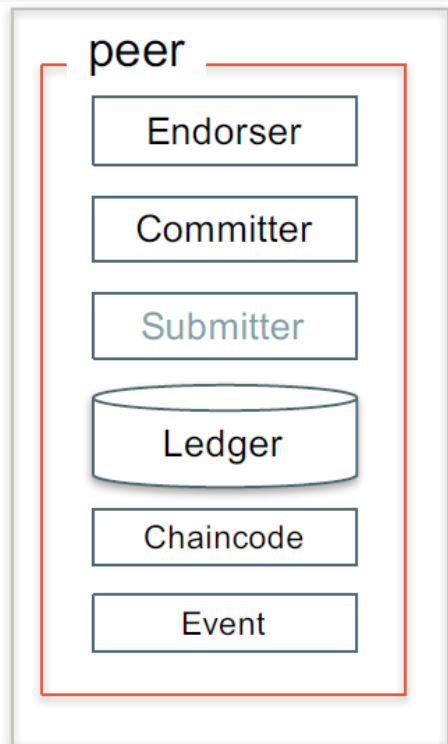 peer
Endorser
Committer
Submitter
Ledger
Chaincode
Event